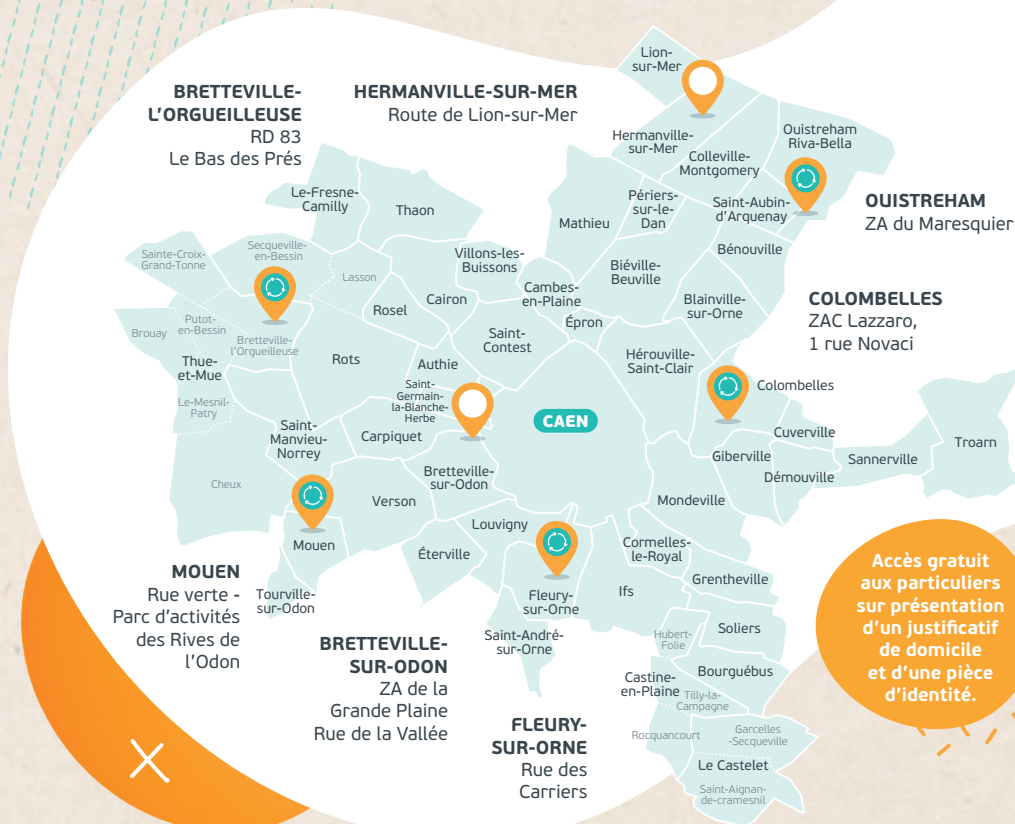 BRETTEVILLE-
L'ORGUEILLEUSE
RD 83
Le Bas des Prés
HERMANVILLE-SUR-MER
Route de Lion-sur-Mer
OUISTREHAM
ZA du Maresquier
COLOMBELLES
ZAC Lazzaro,
1 rue Novaci
Lion-
sur-Mer
Hermanville-
sur-Mer
Colleville-
Montgomery
Ouistreham
Riva-Bella
Le-Fresne-
Camilly
Thaon
Mathieu
Périers-
sur-le-
Dan
Saint-Aubin-
d'Arquenay
Bénouville
Sainte-Croix-
Grand-Tonne
Secqueville-
en-Bessin
Lasson
Villons-les-
Buissons
Cambes-
en-Plaine
Biéville-
Beuville
Blainville-
sur-Orne
Cairon
Rosel
Épron
Brouay
Putot-
en-Bessin
Bretteville-
l'Orgueilleuse
Thue-
et-Mue
Rots
Authie
Saint-
Contest
Hérouville-
Saint-Clair
Colombelles
Le-Mesnil-
Patry
Saint-
Germain-
la-Blanche-
Herbe
CAEN
Saint-
Manvieu-
Norrey
Carpiquet
Cuverville
Giberville
Démouville
Sannerville
Troarn
Cheux
Verson
Bretteville-
sur-Odon
Mondeville
Mouen
Louvigny
Éterville
Cormelles-
le-Royal
Grentheville
Tourville-
sur-Odon
Fleury-
sur-Orne
Ifs
Saint-André-
sur-Orne
Hubert-
Folie
Soliers
Bourguébus
Castine-
en-Plaine
Tilly-la-
Campagne
Rocquancourt
Garcelles
-Secqueville
Le Castelet
Saint-Aignan-
de-cramesnil
MOUEN
Rue verte -
Parc d'activités
des Rives de
l'Odon
BRETTEVILLE-
SUR-ODON
ZA de la
Grande Plaine
Rue de la Vallée
FLEURY-
SUR-ORNE
Rue des
Carriers
Accès gratuit
aux particuliers
sur présentation
d'un justificatif
de domicile
et d'une pièce
d'identité.